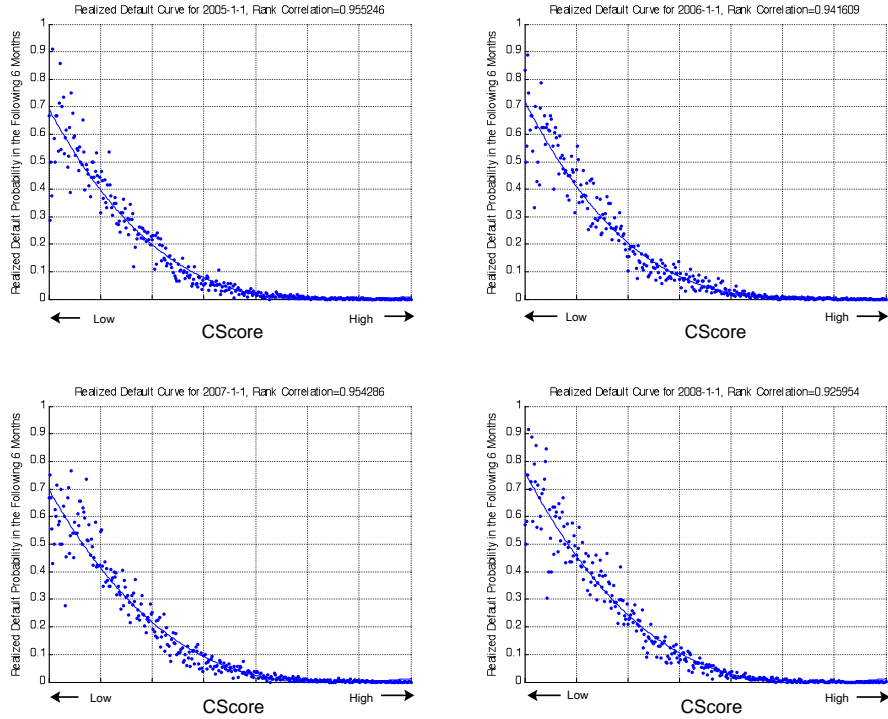 Realized Default Curve for 2005-1-1, Rank Correlation=0.955246
Realized Default Probability in the Following 6 Months
1
0.9
0.8
0.7
0.6
0.5
0.4
0.3
0.2
0.1
0
Low
High
CScore
Realized Default Curve for 2006-1-1, Rank Correlation=0.941609
Realized Default Probability in the Following 6 Months
1
0.9
0.8
0.7
0.6
0.5
0.4
0.3
0.2
0.1
0
Low
High
CScore
Realized Default Curve for 2007-1-1, Rank Correlation=0.954286
Realized Default Probability in the Following 6 Months
1
0.9
0.8
0.7
0.6
0.5
0.4
0.3
0.2
0.1
0
Low
High
CScore
Realized Default Curve for 2008-1-1, Rank Correlation=0.925954
Realized Default Probability in the Following 6 Months
1
0.9
0.8
0.7
0.6
0.5
0.4
0.3
0.2
0.1
0
Low
High
CScore